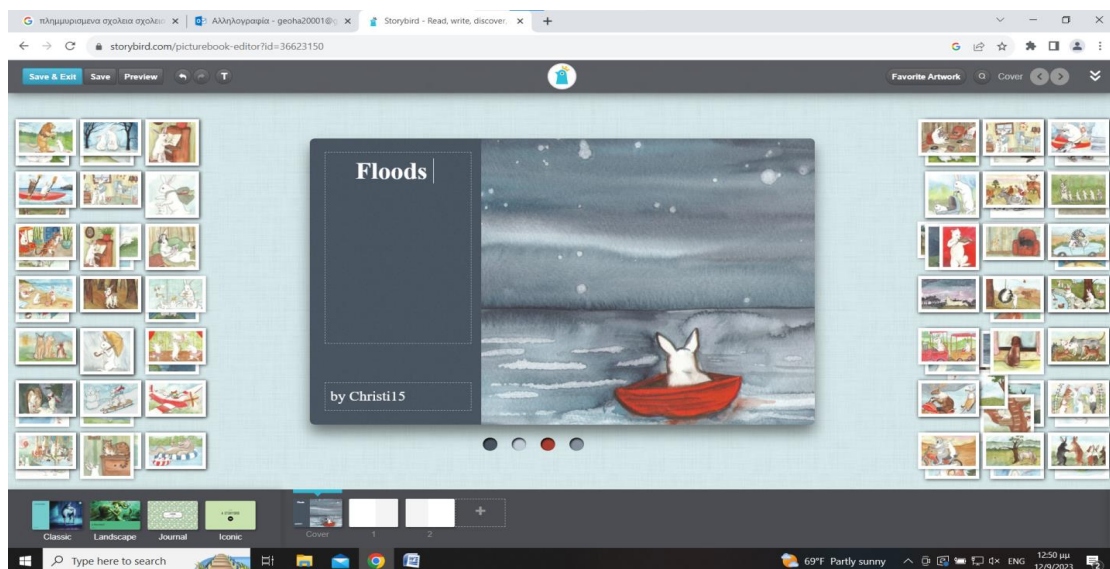 πλημμυρισμενα σχολεια σχολει
Αλληλογραφία - geoha20001@
Storybird - Read, write, discover.
storybird.com/picturebook-editor?id=36623150
Save & Exit Save Preview T
Favorite Artwork Cover
Floods
by Christi15
Classic Landscape Journal Iconic
Cover 1 2
Type here to search
69°F Partly sunny ENG 12:50 μμ
12/9/2023